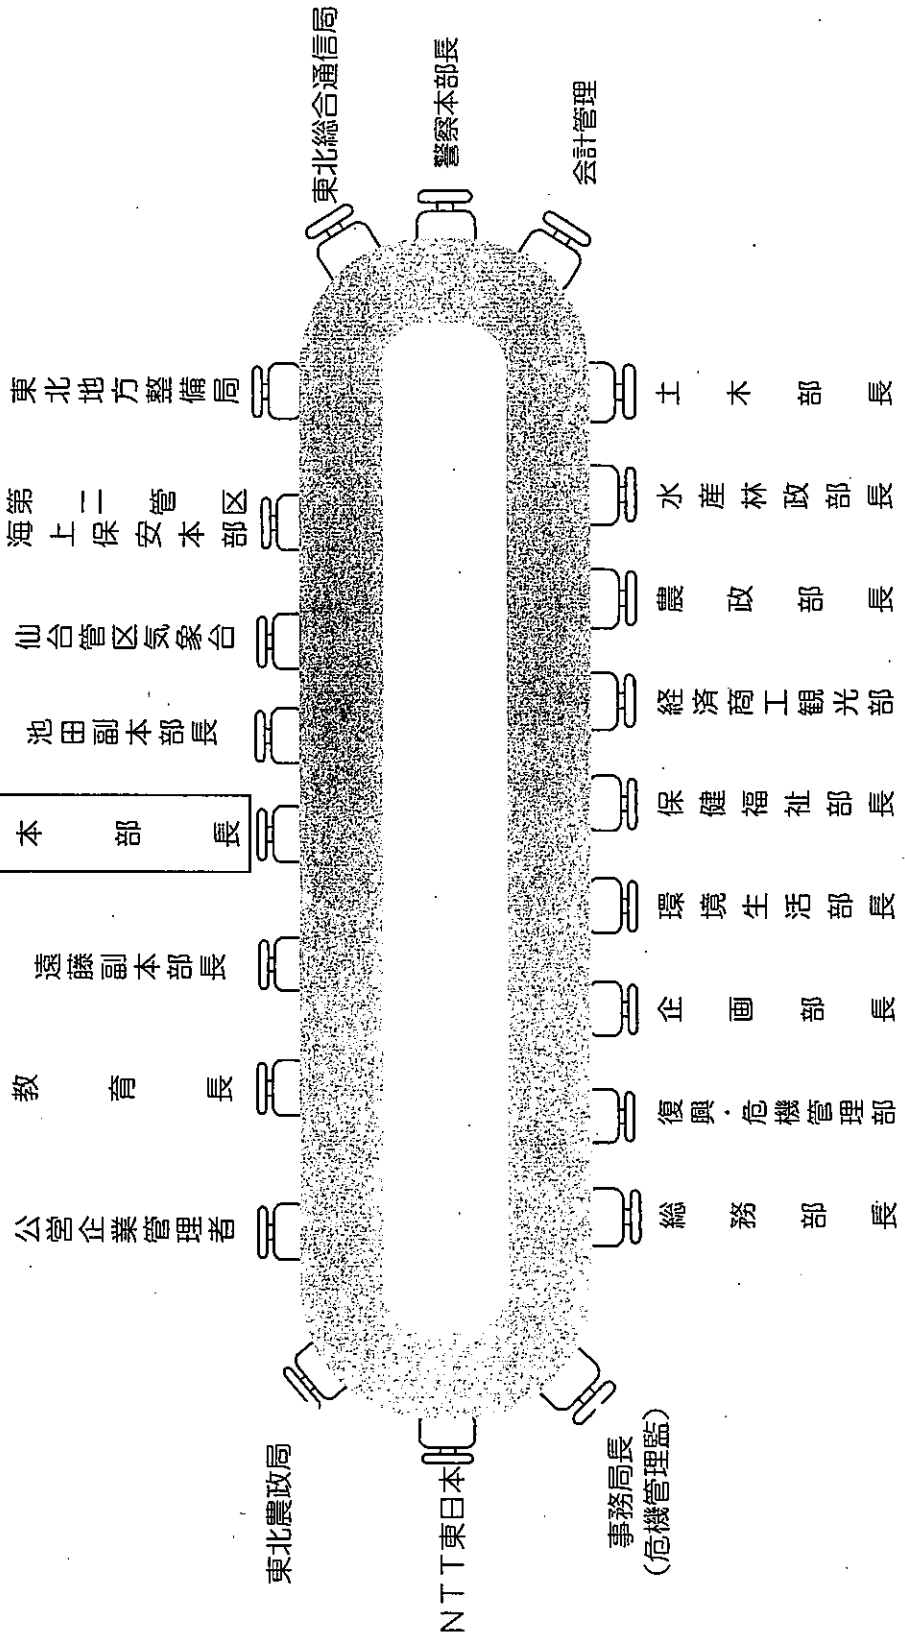 東北農政局
公営企業管理者
教育長
遠藤副本部長
本部長
池田副本部長
仙台管区気象台
第二管区
海上保安本部
東北地方整備局
東北総合通信局
NTT東日本
警察本部長
事務局長
(危機管理監)
総務部長
復興・危機管理部
企画部長
環境生活部長
保健福祉部長
経済商工観光部
農政部長
水産林政部長
土木部長
会計管理